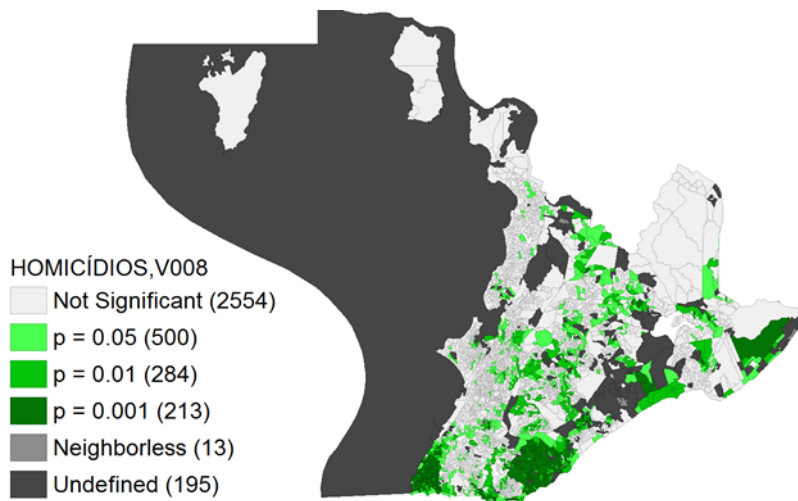 HOMICÍDIOS,V008
Not Significant (2554)
p = 0.05 (500)
p = 0.01 (284)
p = 0.001 (213)
Neighborless (13)
Undefined (195)